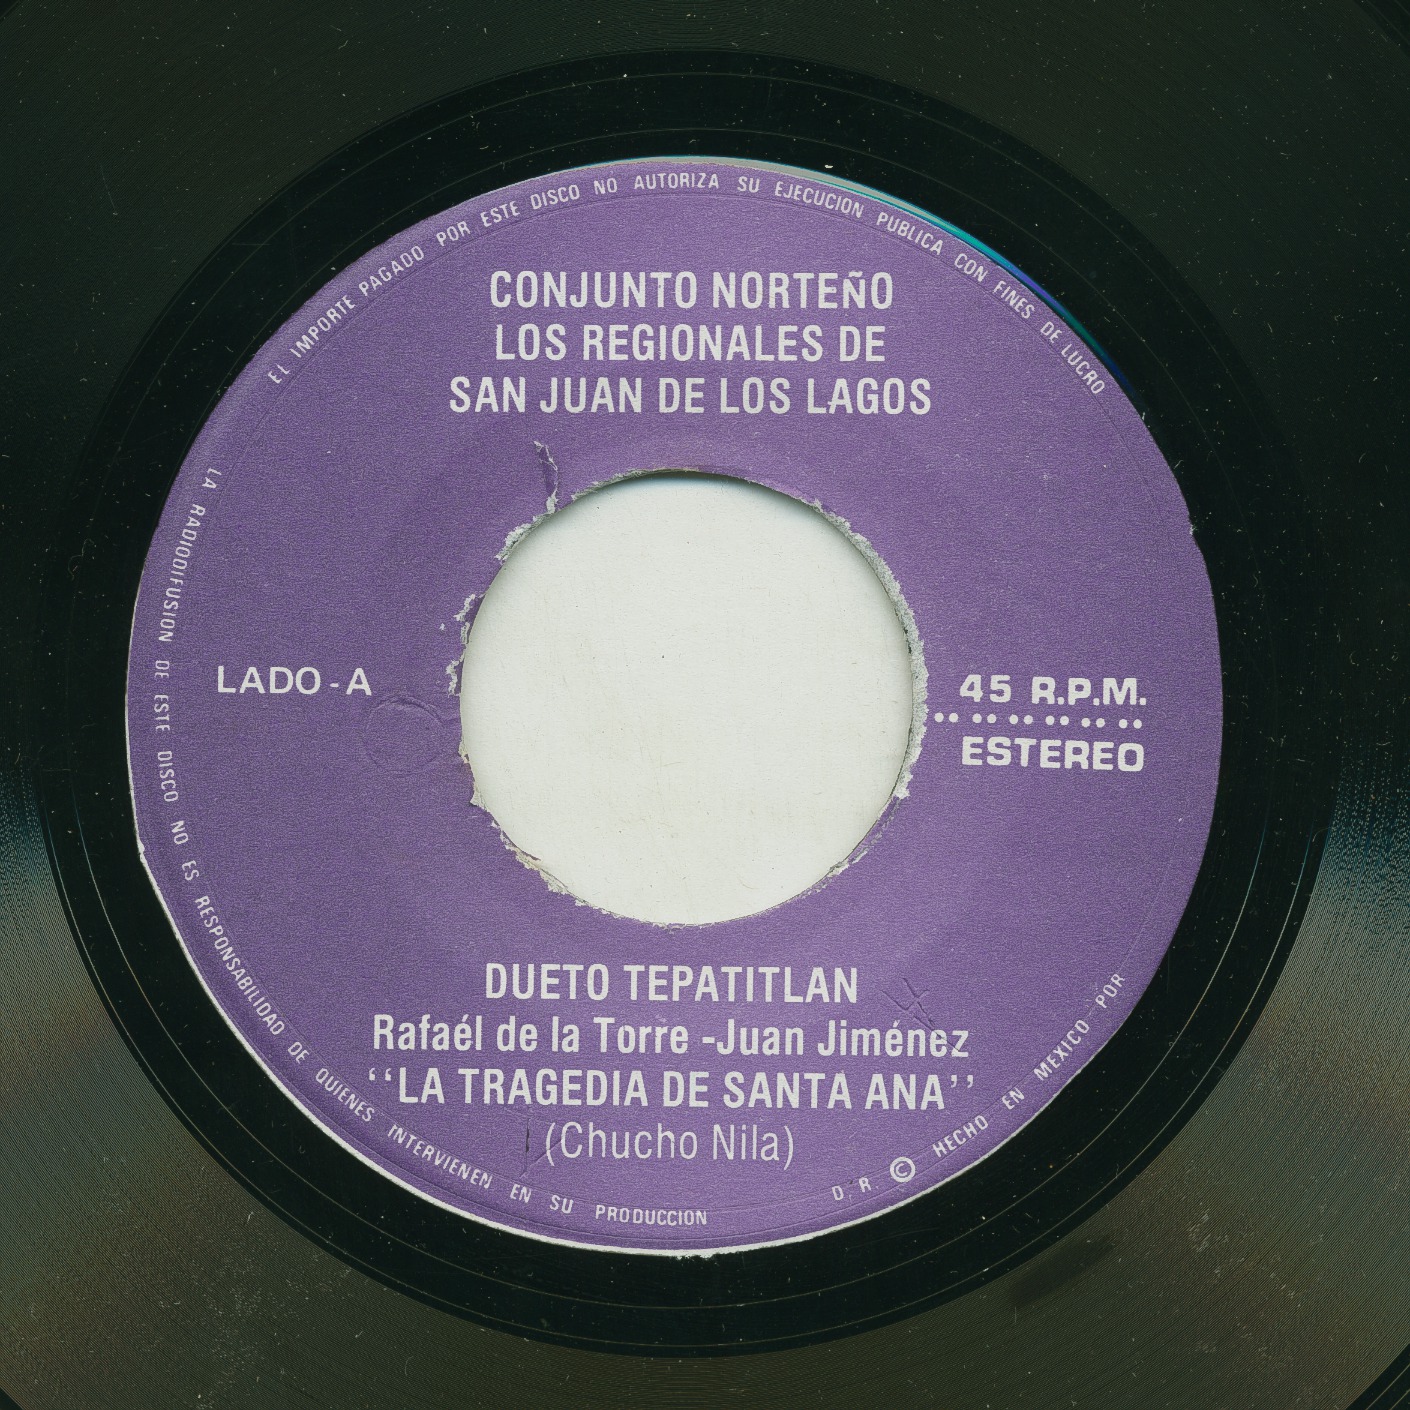 EL IMPORTE PAGADO POR ESTE DISCO NO AUTORIZA SU EJECUCION PUBLICA CON FINES DE LUCRO
CONJUNTO NORTEÑO
LOS REGIONALES DE
SAN JUAN DE LOS LAGOS
LADO-A
45 R.P.M.
ESTEREO
DUETO TEPATITLAN
Rafaél de la Torre -Juan Jiménez
‘‘LA TRAGEDIA DE SANTA ANA’’
(Chucho Nila)
LA RADIODIFUSION DE ESTE DISCO NO ES RESPONSABILIDAD DE QUIENES INTERVIENEN EN SU PRODUCCION
D. R. © HECHO EN MEXICO POR